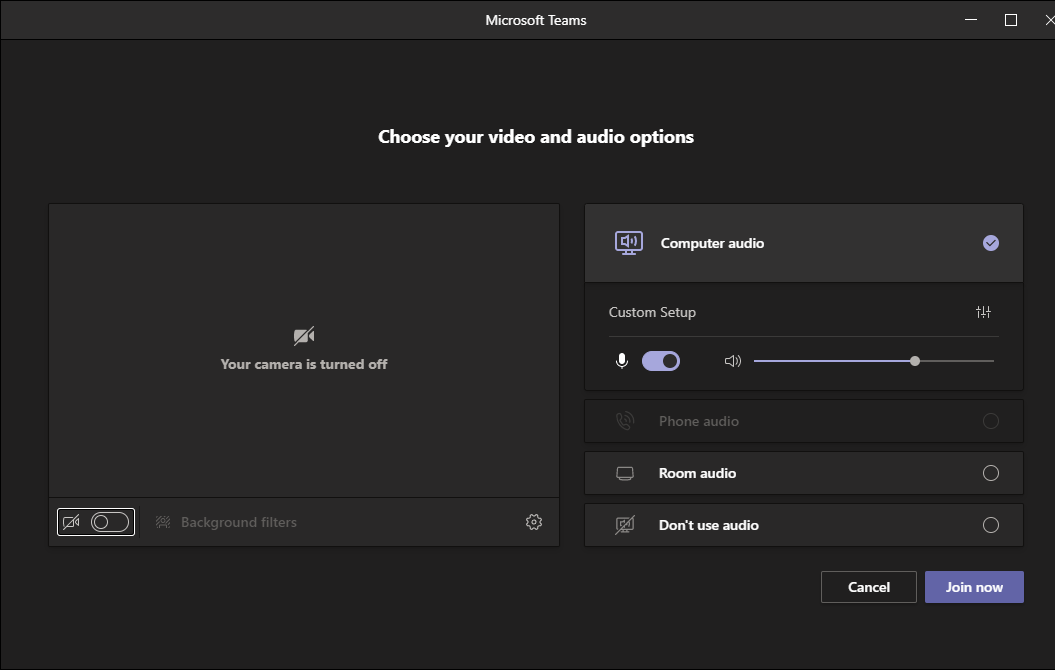 Microsoft Teams
Choose your video and audio options
Your camera is turned off
Background filters
Computer audio
Custom Setup
Phone audio
Room audio
Don't use audio
Cancel
Join now